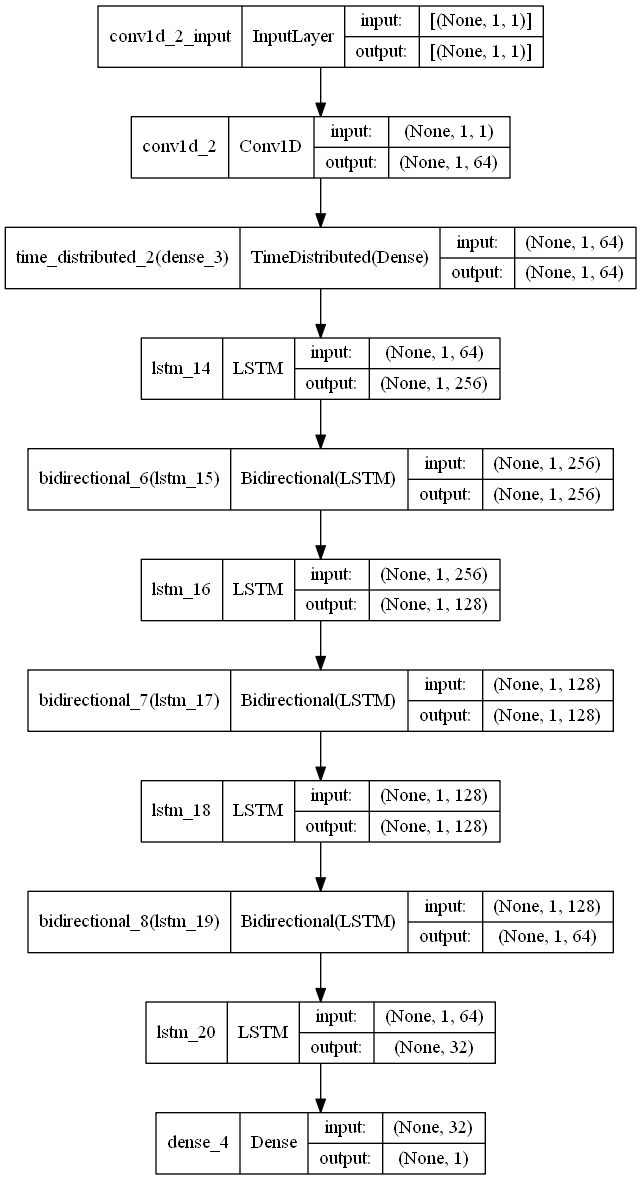 conv1d_2_input InputLayer input: [(None, 1, 1)]
output: [(None, 1, 1)]
conv1d_2 Conv1D input: (None, 1, 1)
output: (None, 1, 64)
time_distributed_2(dense_3) TimeDistributed(Dense) input: (None, 1, 64)
output: (None, 1, 64)
lstm_14 LSTM input: (None, 1, 64)
output: (None, 1, 256)
bidirectional_6(lstm_15) Bidirectional(LSTM) input: (None, 1, 256)
output: (None, 1, 256)
lstm_16 LSTM input: (None, 1, 256)
output: (None, 1, 128)
bidirectional_7(lstm_17) Bidirectional(LSTM) input: (None, 1, 128)
output: (None, 1, 128)
lstm_18 LSTM input: (None, 1, 128)
output: (None, 1, 128)
bidirectional_8(lstm_19) Bidirectional(LSTM) input: (None, 1, 128)
output: (None, 1, 64)
lstm_20 LSTM input: (None, 1, 64)
output: (None, 32)
dense_4 Dense input: (None, 32)
output: (None, 1)